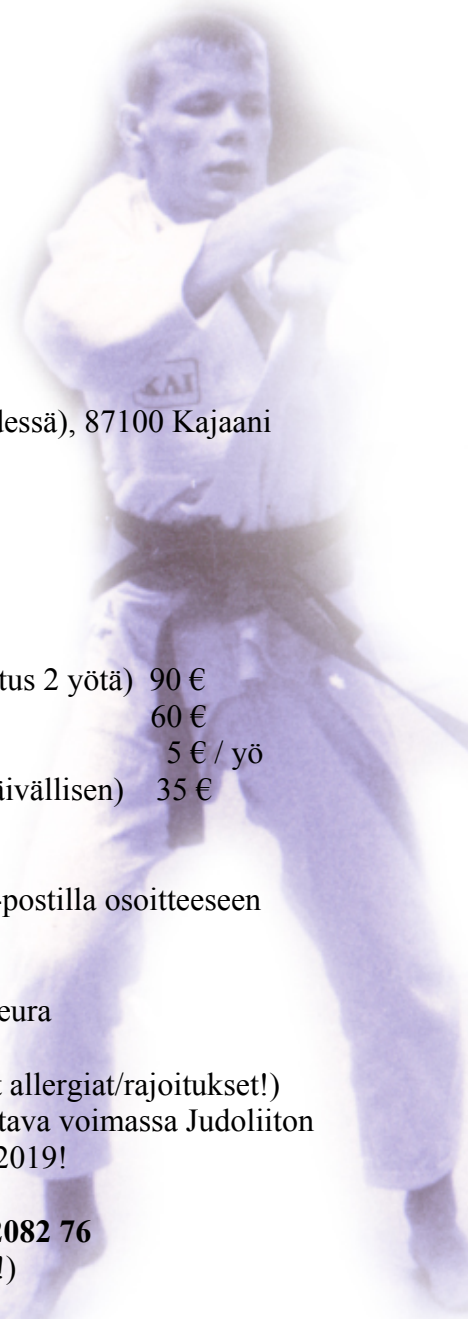 KAI
dessä), 87100 Kajaani
tus 2 yötä) 90 €
60 €
5 € / yö
äivällisen) 35 €
-postilla osoitteeseen
eura
t allergiat/rajoitukset!)
tava voimassa Judoliiton
2019!
2082 76
!)